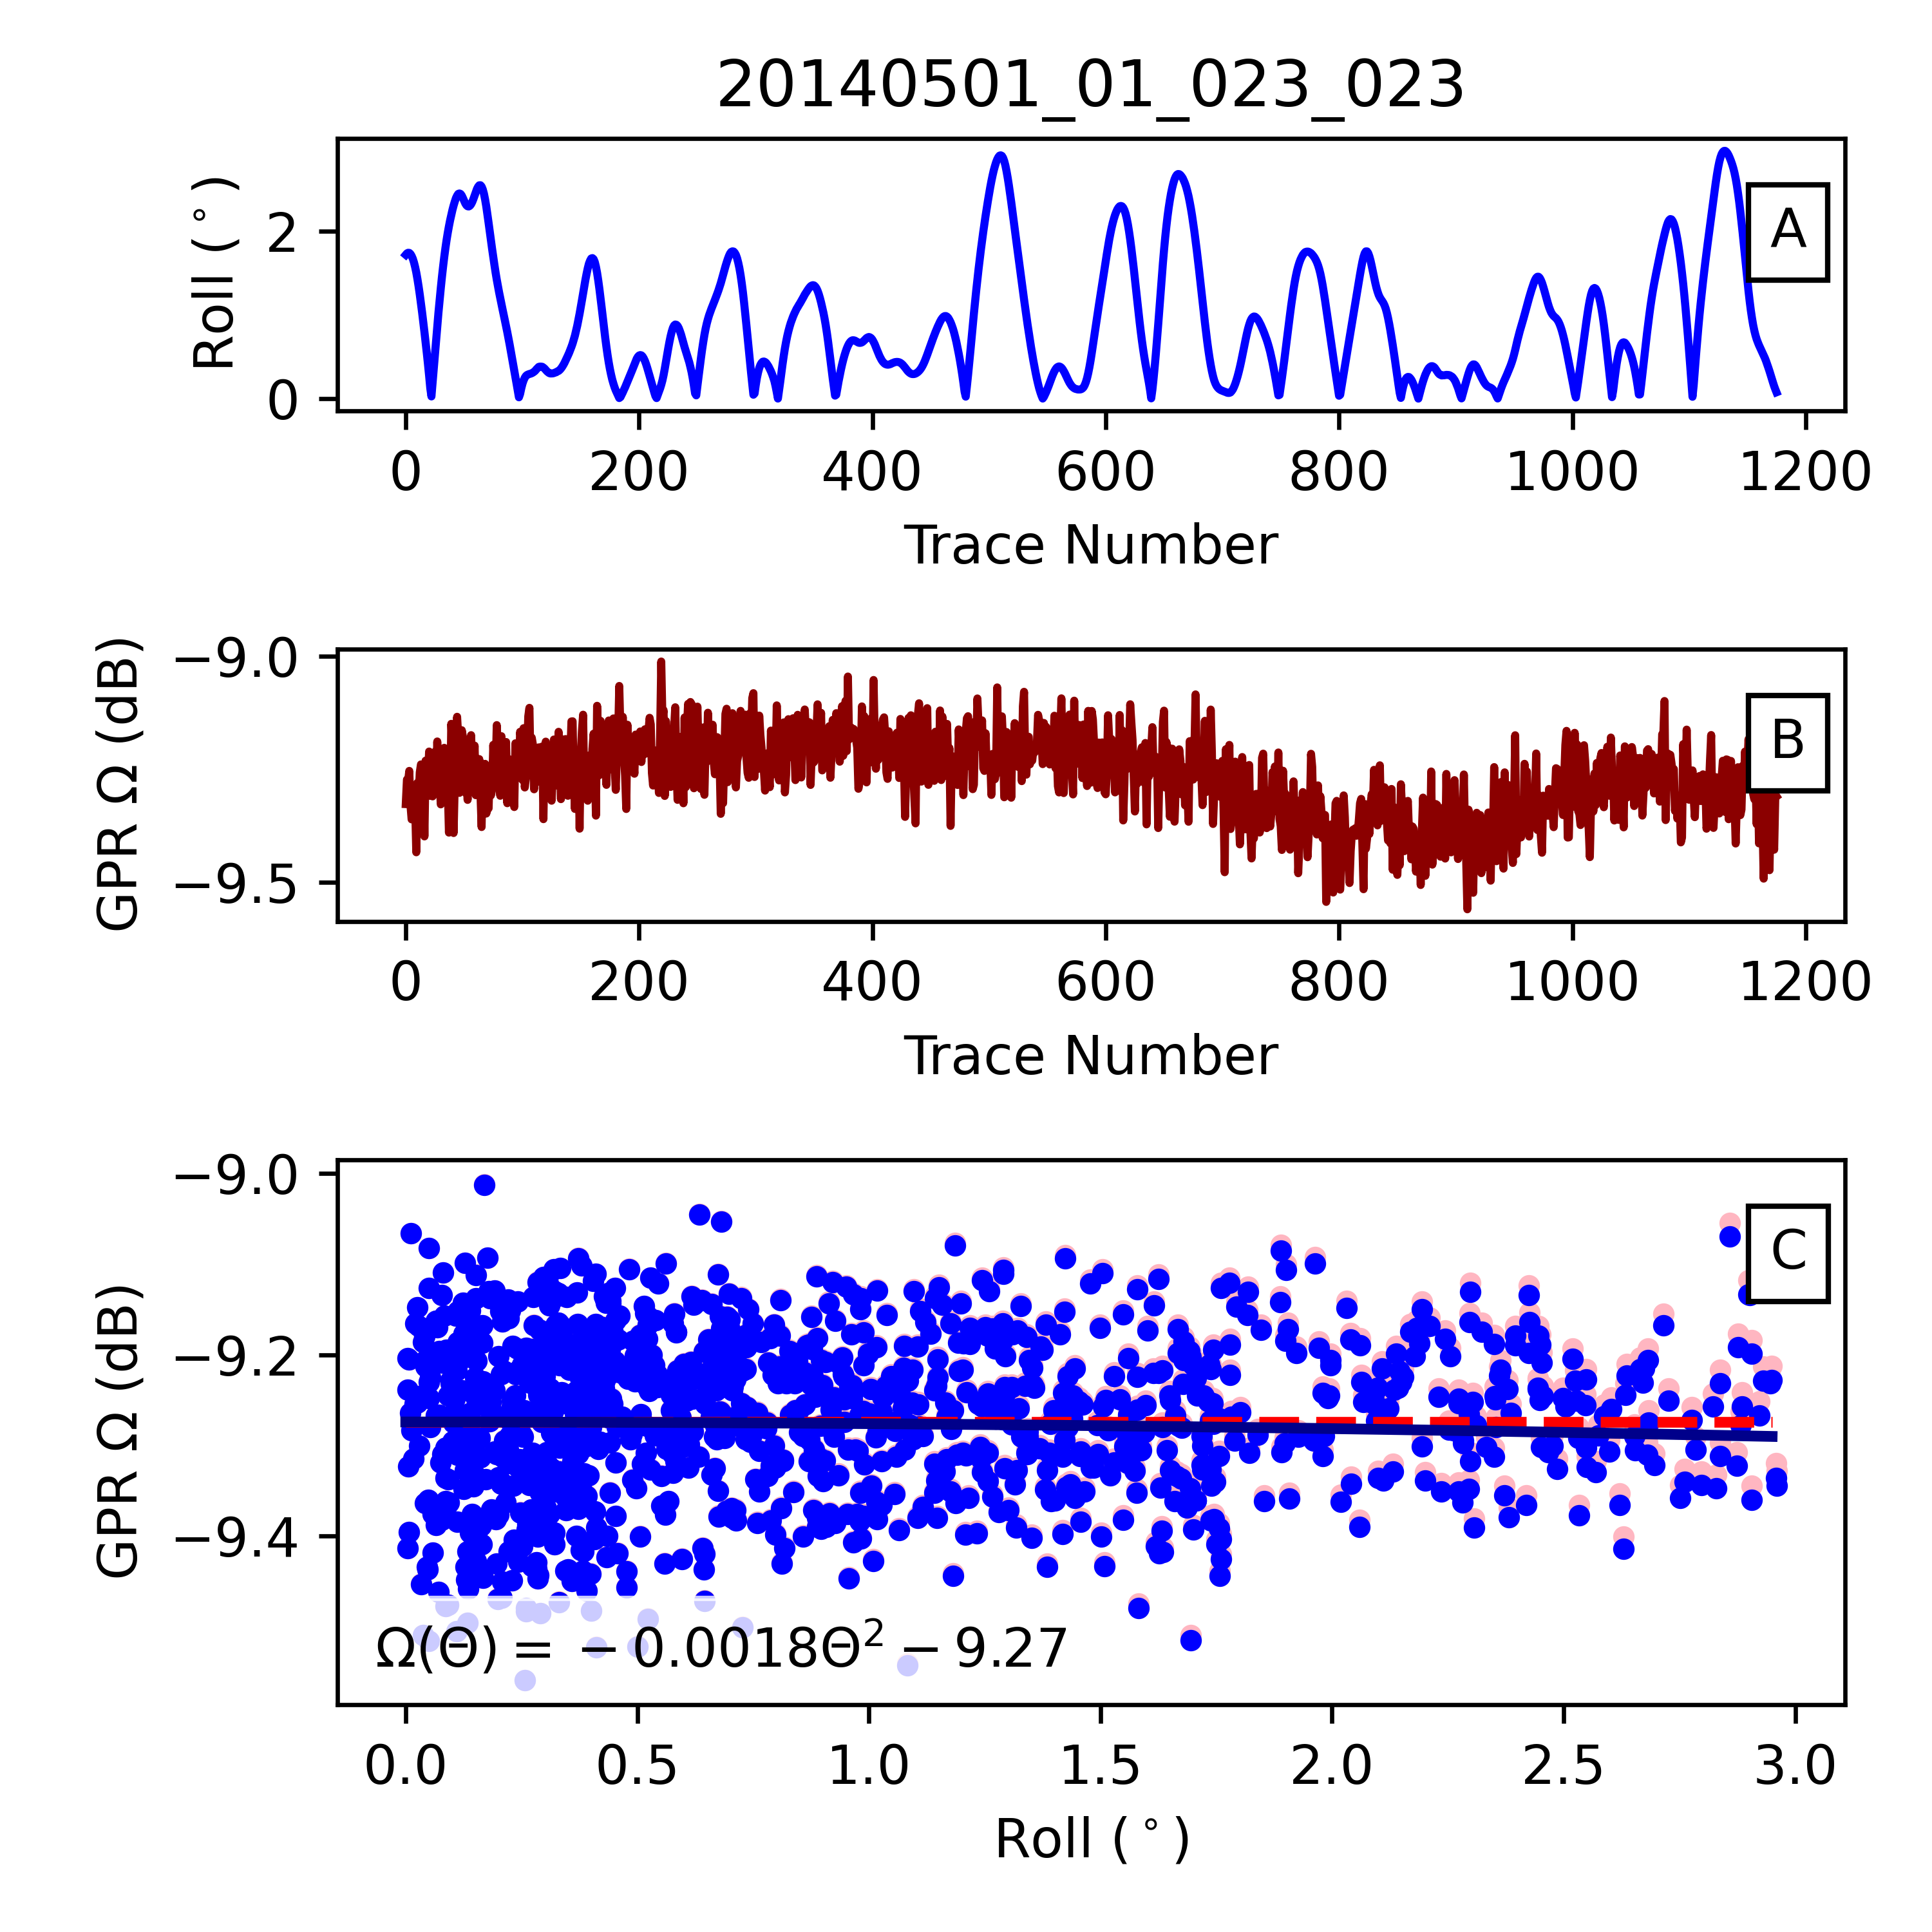 20140501_01_023_023
Roll (°)
2
0
A
0 200 400 600 800 1000 1200
Trace Number
GPR Ω (dB)
−9.0
−9.5
B
0 200 400 600 800 1000 1200
Trace Number
GPR Ω (dB)
−9.0
−9.2
−9.4
C
Ω(Θ) = − 0.0018Θ² − 9.27
0.0 0.5 1.0 1.5 2.0 2.5 3.0
Roll (°)